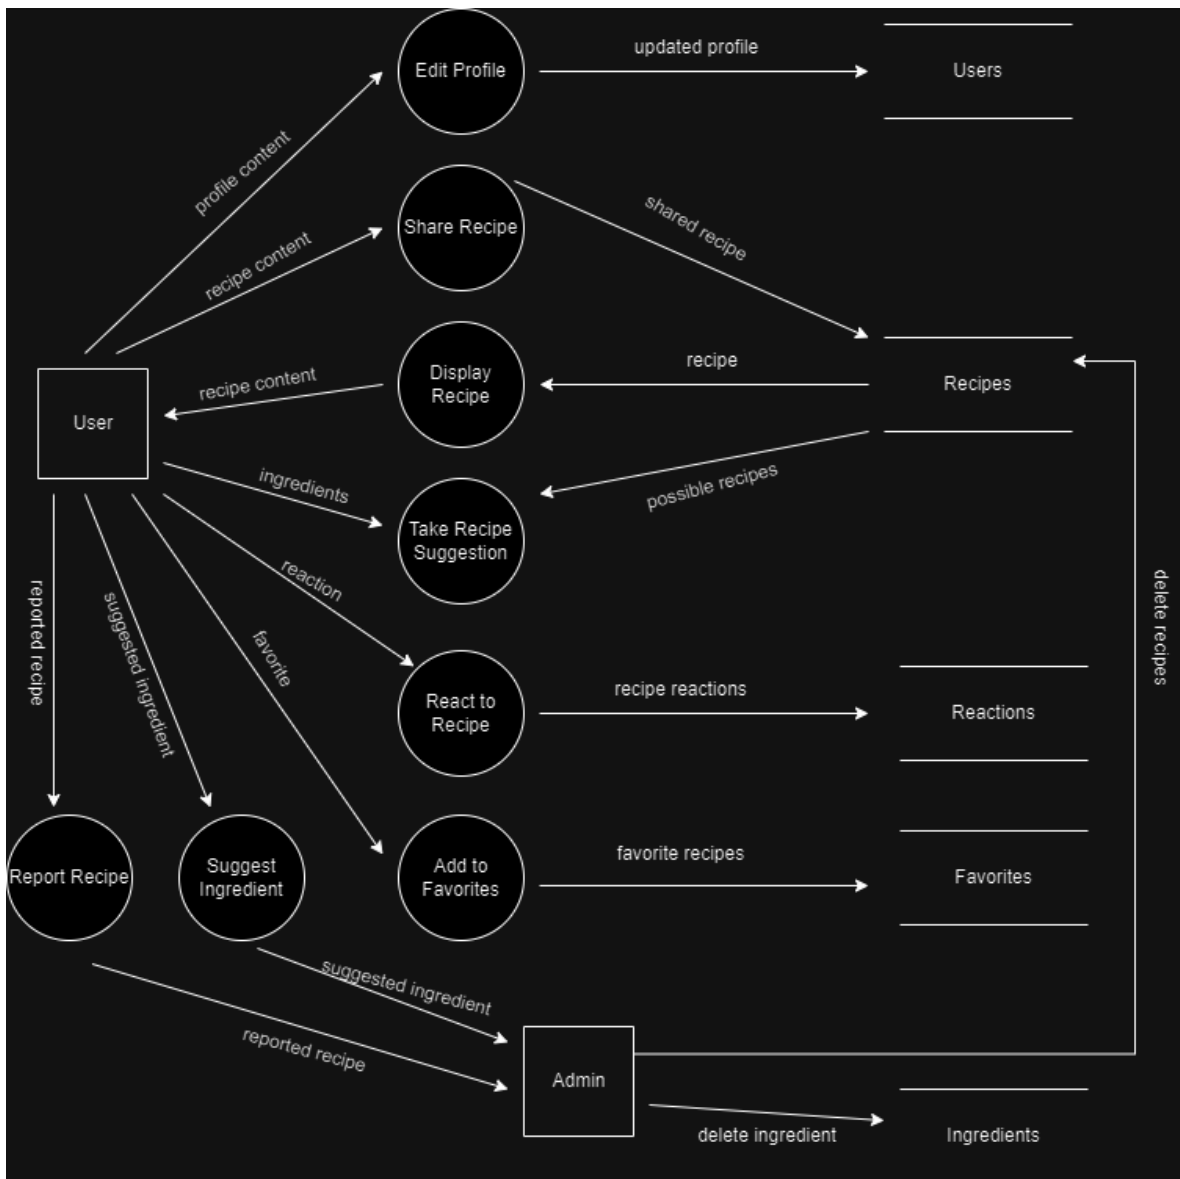 Edit Profile
updated profile
Users
profile content
Share Recipe
shared recipe
recipe content
Display
Recipe
recipe
Recipes
recipe content
User
ingredients
Take Recipe
Suggestion
possible recipes
reaction
reported recipe
suggested ingredient
favorite
delete recipes
React to
Recipe
recipe reactions
Reactions
Report Recipe
Suggest
Ingredient
Add to
Favorites
favorite recipes
Favorites
suggested ingredient
reported recipe
Admin
delete ingredient
Ingredients